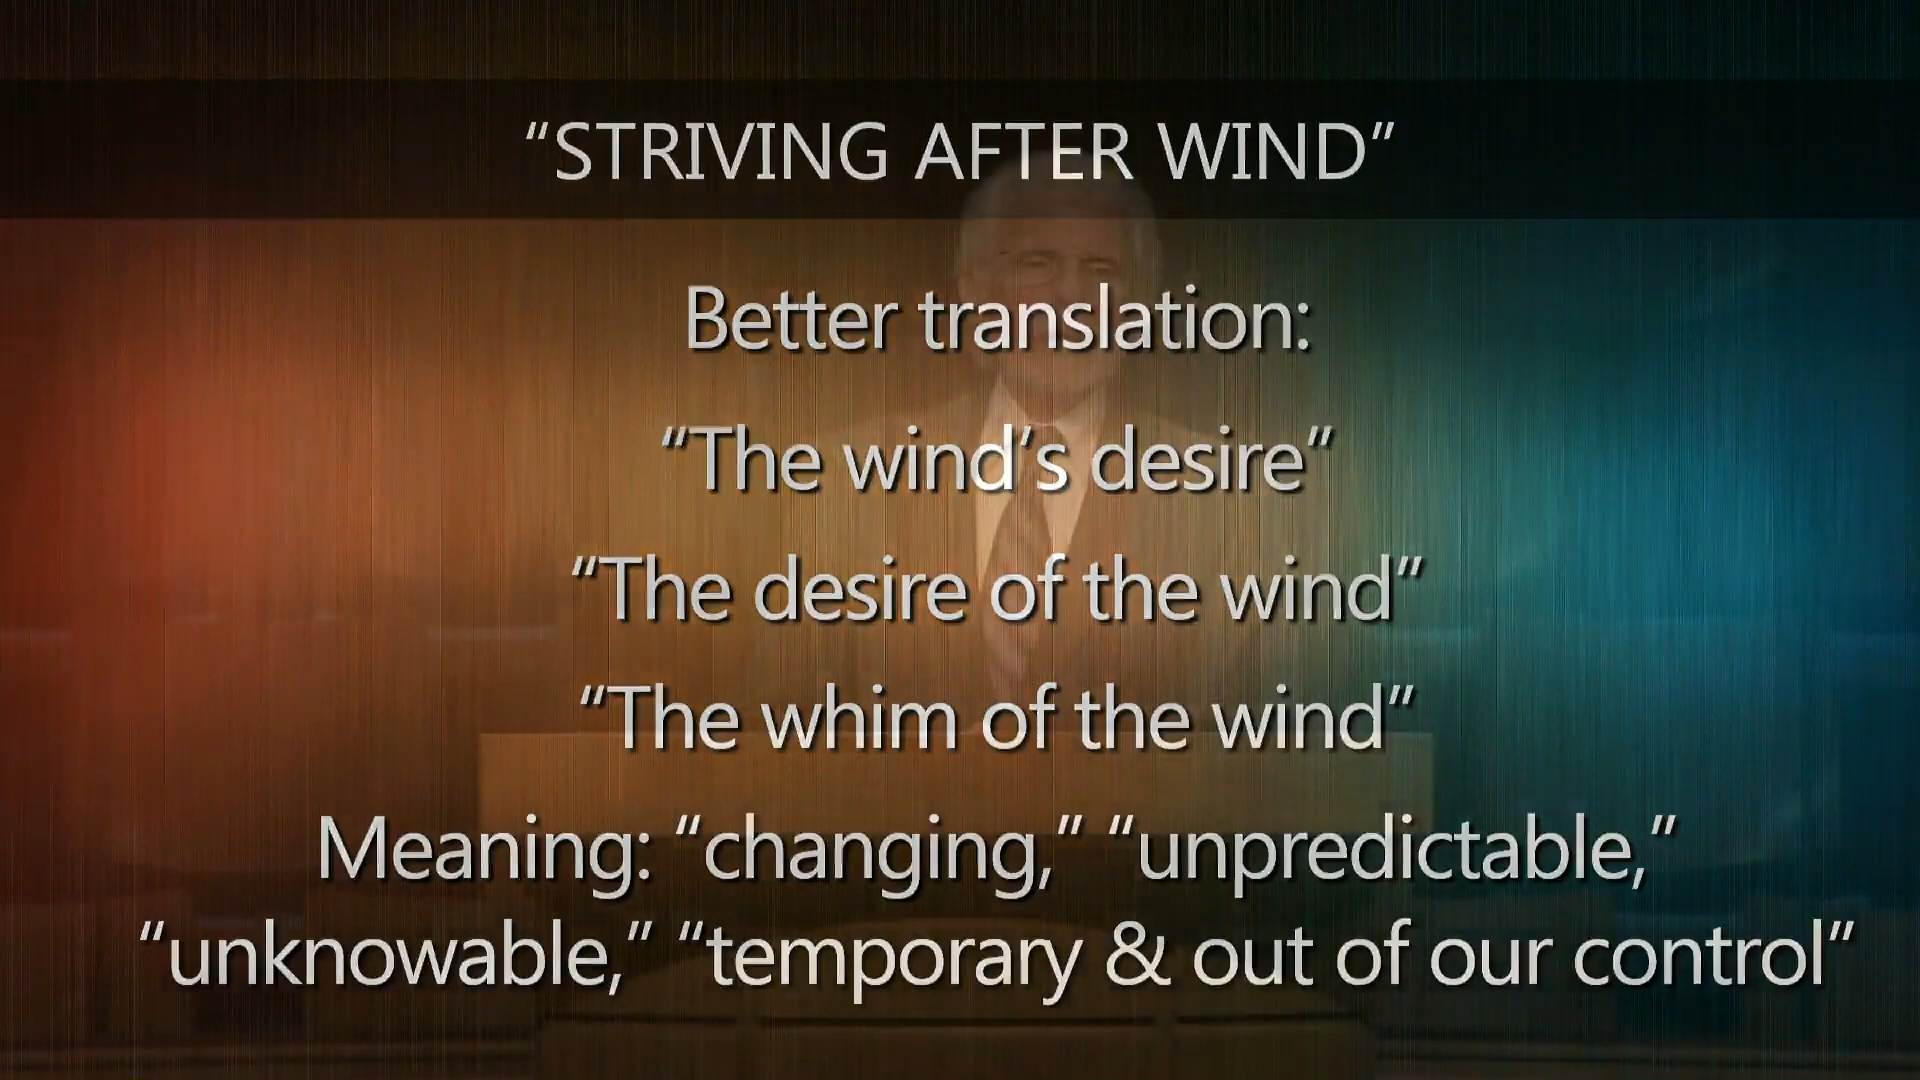 “STRIVING AFTER WIND”
Better translation:
“The wind’s desire”
“The desire of the wind”
“The whim of the wind”
Meaning: “changing,” “unpredictable,”
“unknowable,” “temporary & out of our control”